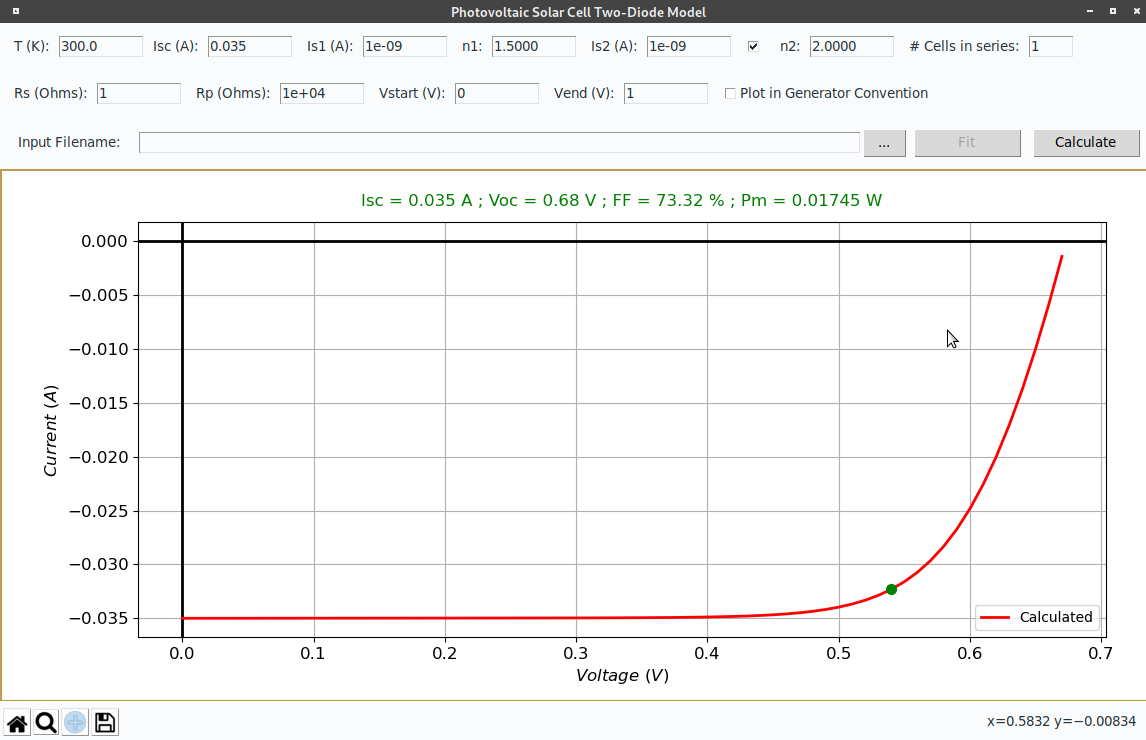 Photovoltaic Solar Cell Two-Diode Model
T (K): 300.0 Isc (A): 0.035 Is1 (A): 1e-09 n1: 1.5000 Is2 (A): 1e-09 n2: 2.0000 # Cells in series: 1
Rs (Ohms): 1 Rp (Ohms): 1e+04 Vstart (V): 0 Vend (V): 1 Plot in Generator Convention
Input Filename: ... Fit Calculate
Isc = 0.035 A ; Voc = 0.68 V ; FF = 73.32 % ; Pm = 0.01745 W
0.000
−0.005
−0.010
−0.015
−0.020
−0.025
−0.030
−0.035
Current (A)
Calculated
0.0 0.1 0.2 0.3 0.4 0.5 0.6 0.7
Voltage (V)
x=0.5832 y=−0.00834